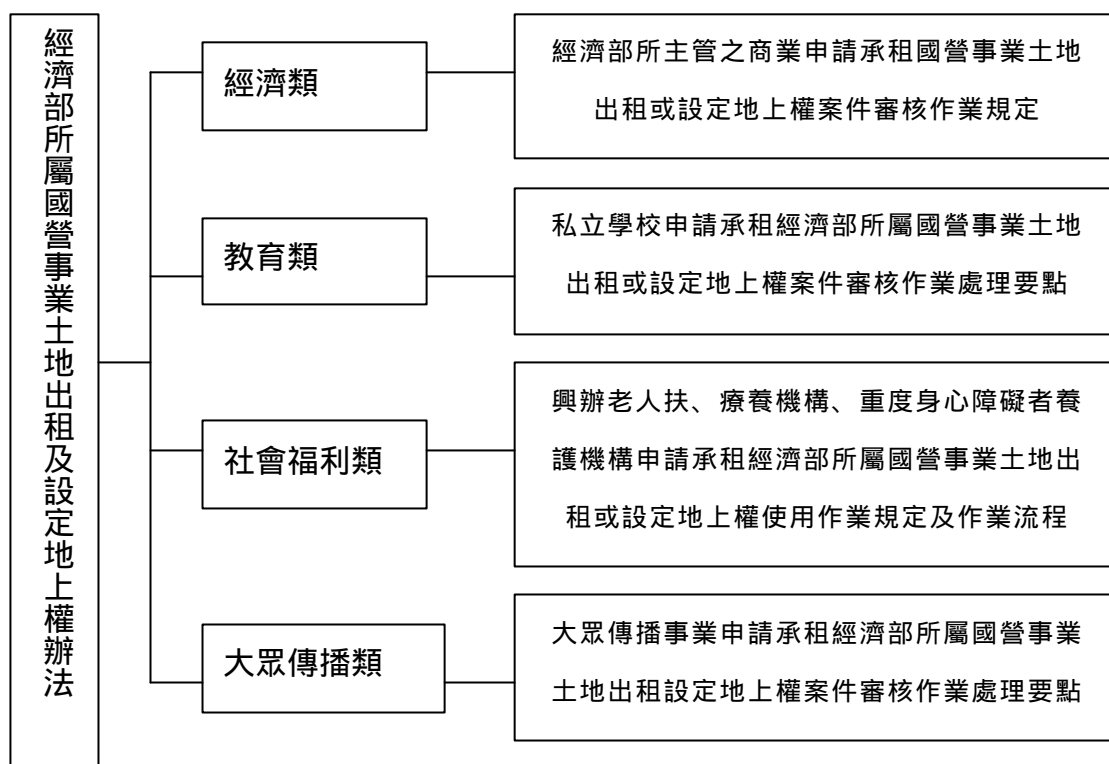 經濟部所屬國營事業土地出租及設定地上權辦法
經濟類
經濟部所主管之商業申請承租國營事業土地
出租或設定地上權案件審核作業規定
教育類
私立學校申請承租經濟部所屬國營事業土地
出租或設定地上權案件審核作業處理要點
社會福利類
興辦老人扶、療養機構、重度身心障礙者養
護機構申請承租經濟部所屬國營事業土地出
租或設定地上權使用作業規定及作業流程
大眾傳播類
大眾傳播事業申請承租經濟部所屬國營事業
土地出租設定地上權案件審核作業處理要點